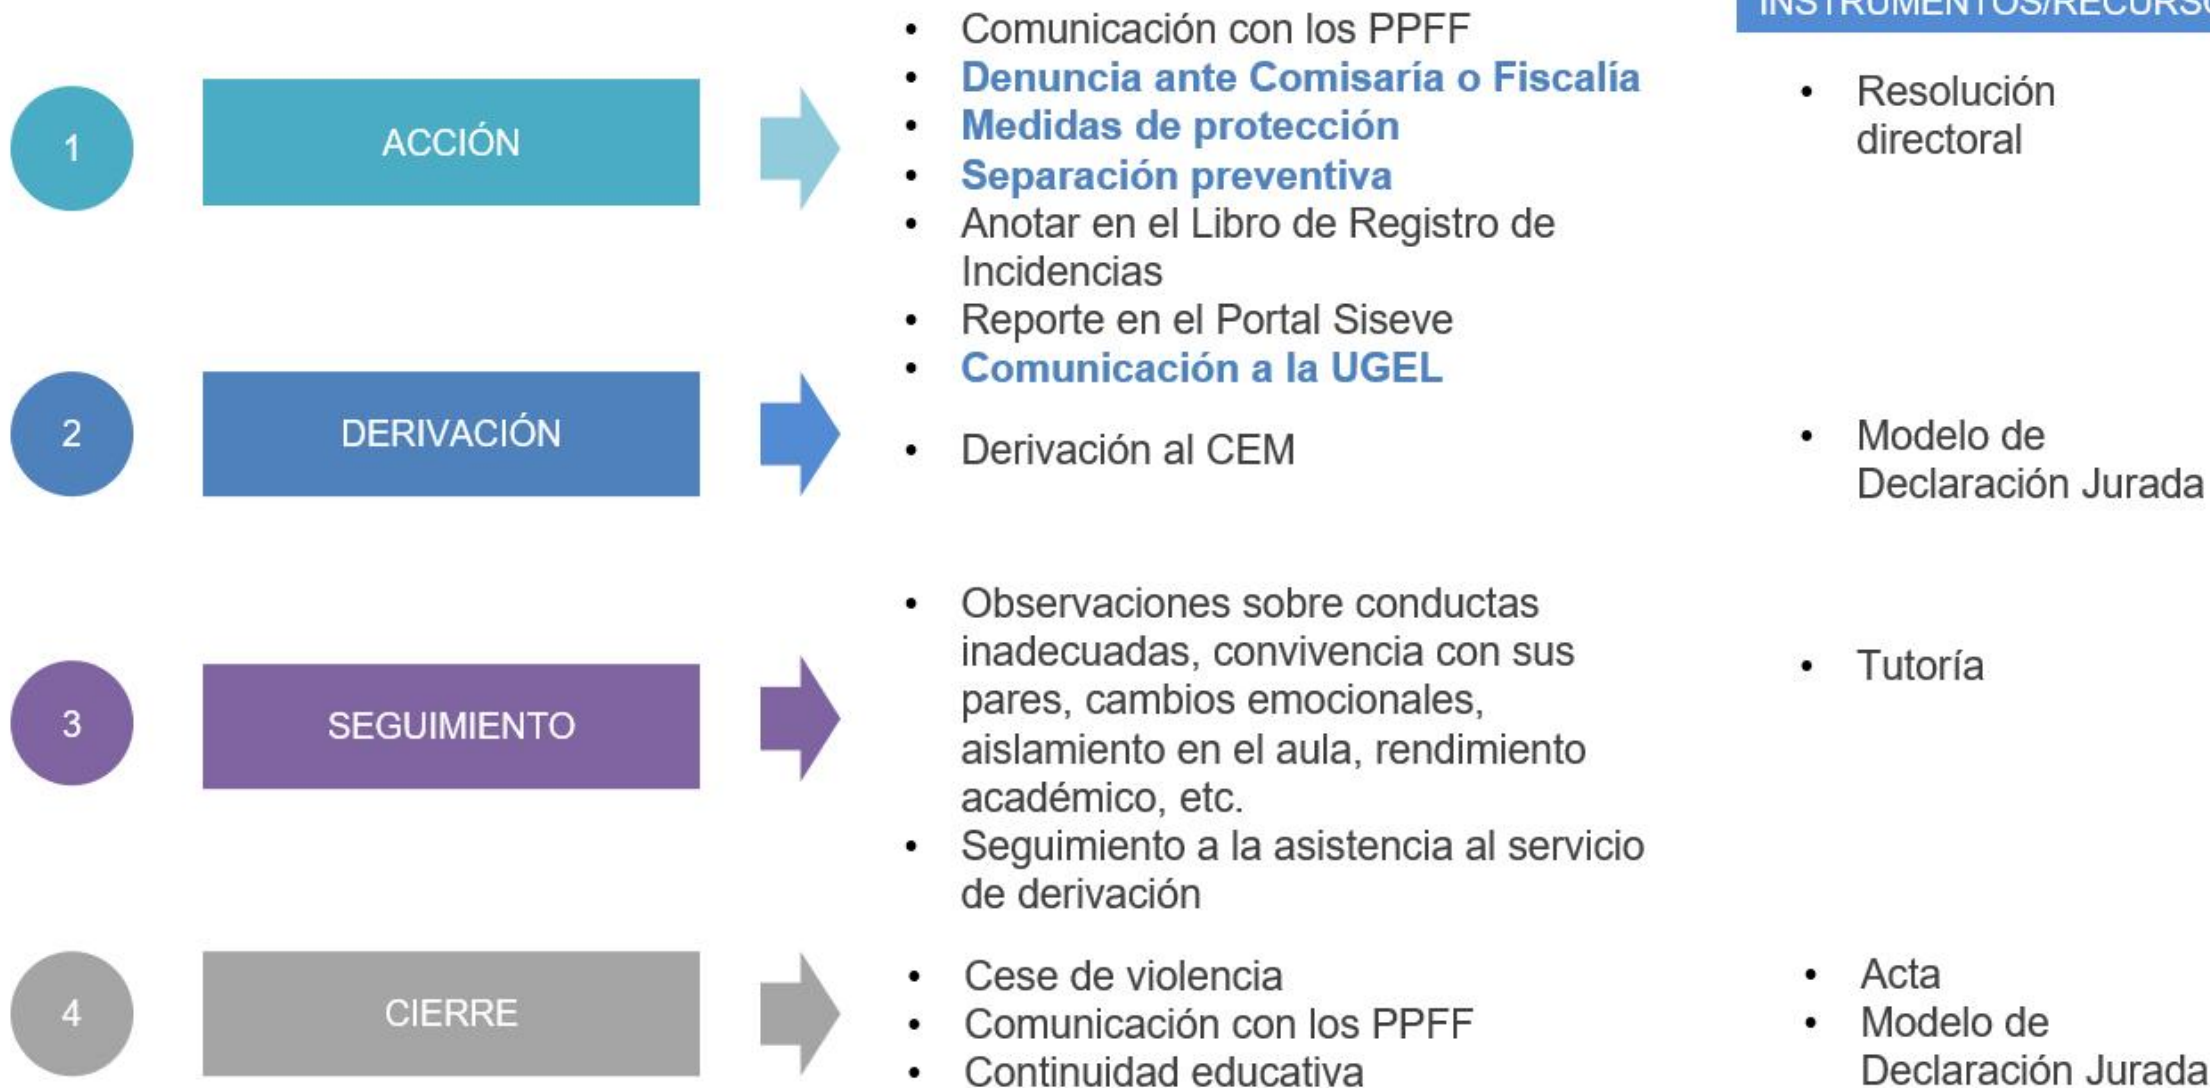 INSTRUMENTOS/RECURSO
1
ACCIÓN
• Comunicación con los PPFF
• Denuncia ante Comisaría o Fiscalía
• Medidas de protección
• Separación preventiva
• Anotar en el Libro de Registro de
Incidencias
• Reporte en el Portal Siseve
• Comunicación a la UGEL
• Resolución
directoral
2
DERIVACIÓN
• Derivación al CEM
• Modelo de
Declaración Jurada
3
SEGUIMIENTO
• Observaciones sobre conductas
inadecuadas, convivencia con sus
pares, cambios emocionales,
aislamiento en el aula, rendimiento
académico, etc.
• Seguimiento a la asistencia al servicio
de derivación
• Tutoría
4
CIERRE
• Cese de violencia
• Comunicación con los PPFF
• Continuidad educativa
• Acta
• Modelo de
Declaración Jurada